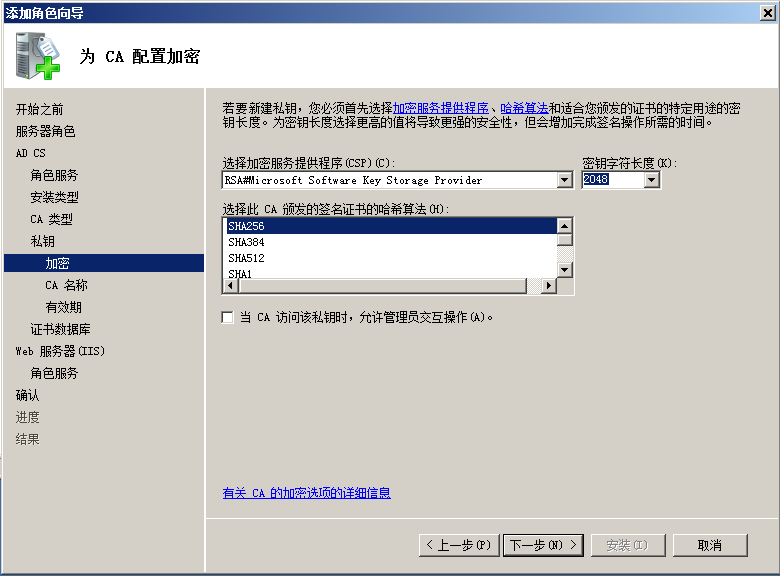 添加角色向导
为 CA 配置加密
开始之前
服务器角色
AD CS
角色服务
安装类型
CA 类型
私钥
加密
CA 名称
有效期
证书数据库
Web 服务器(IIS)
角色服务
确认
进度
结果
若要新建私钥，您必须首先选择加密服务提供程序、哈希算法和适合您颁发的证书的特定用途的密
钥长度。为密钥长度选择更高的值将导致更强的安全性，但会增加完成签名操作所需的时间。
选择加密服务提供程序(CSP)(C):
密钥字符长度(K):
RSA#Microsoft Software Key Storage Provider
2048
选择此 CA 颁发的签名证书的哈希算法(H):
SHA256
SHA384
SHA512
SHA1
当 CA 访问该私钥时，允许管理员交互操作(A)。
有关 CA 的加密选项的详细信息
< 上一步(P)
下一步(N) >
安装(I)
取消